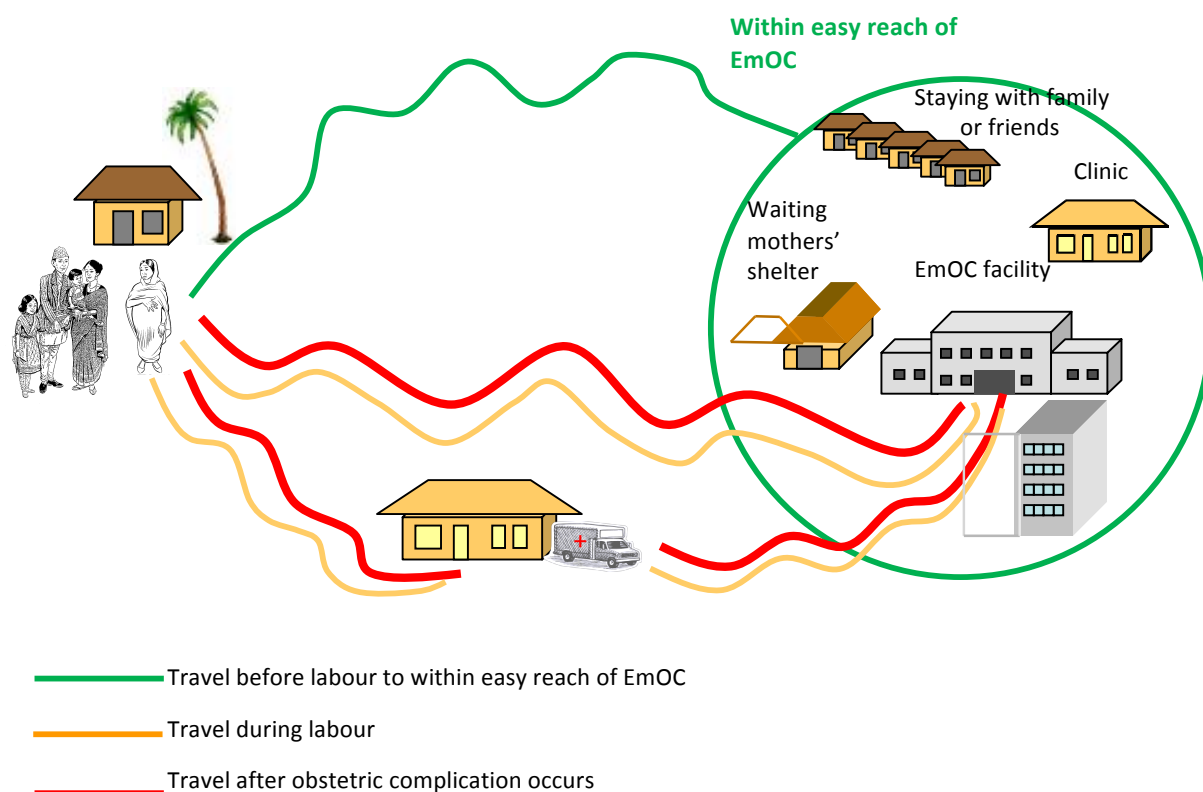 Within easy reach of
EmOC
Staying with family
or friends
Clinic
Waiting
mothers’
shelter
EmOC facility
Travel before labour to within easy reach of EmOC
Travel during labour
Travel after obstetric complication occurs